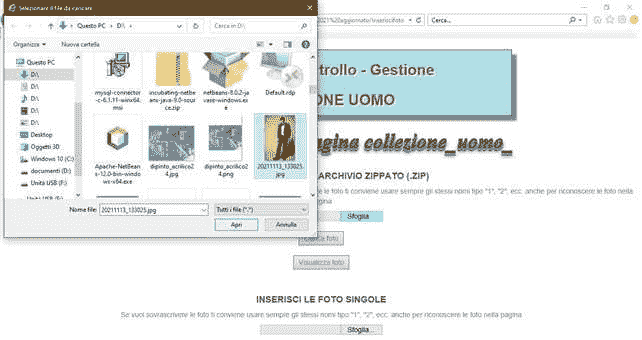 Selezionare il file da caricare
Questo PC > D:\ >
Cerca in D:\
2021%20aggiornato/inseriscifoto
Cerca...
Organizza
Nuova cartella
Questo PC
D:\
D:\
D:\
D:\
Desktop
Oggetti 3D
Windows 10 (C:)
documenti (D:)
Unità USB (F:)
mysql-connector-c-6.1.11-winx64.msi
incubating-netbeans-java-9.0-source.zip
netbeans-8.0.2-javase-windows.exe
Default.rdp
Apache-NetBeans-12.0-bin-windows-x64.exe
dipinto_acrilico24.jpg
dipinto_acrilico24.png
20211113_133025.jpg
Nome file:
20211113_133025.jpg
Tutti i file (*.*)
Apri
Annulla
trollo - Gestione
ONE UOMO
agina collezione_uomo_
ARCHIVIO ZIPPATO (.ZIP)
le foto ti conviene usare sempre gli stessi nomi tipo "1", "2", ecc. anche per riconoscere le foto nella
pagina
Sfoglia
foto
Visualizza foto
INSERISCI LE FOTO SINGOLE
Se vuoi sovrascrivere le foto ti conviene usare sempre gli stessi nomi tipo "1", "2", ecc. anche per riconoscere le foto nella pagina
Sfoglia...